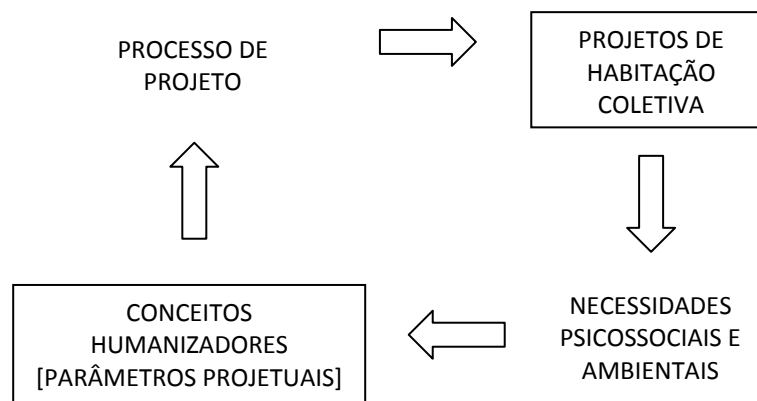 PROCESSO DE
PROJETO
PROJETOS DE
HABITAÇÃO
COLETIVA
CONCEITOS
HUMANIZADORES
[PARÂMETROS PROJETUAIS]
NECESSIDADES
PSICOSSOCIAIS E
AMBIENTAIS